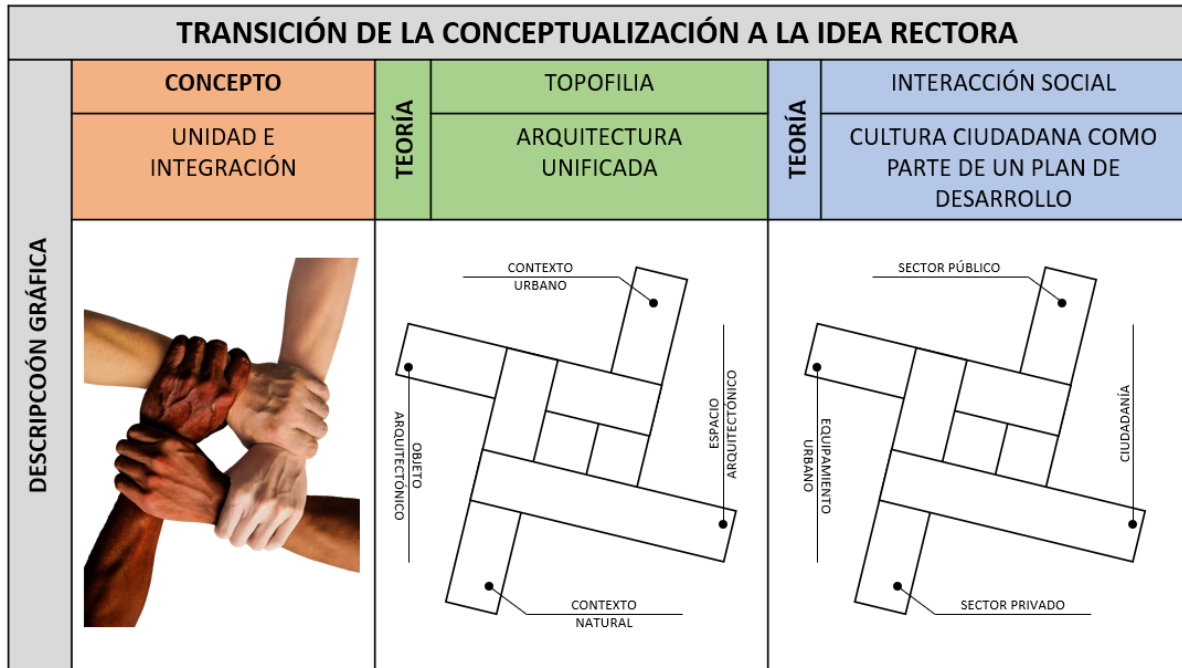 TRANSICIÓN DE LA CONCEPTUALIZACIÓN A LA IDEA RECTORA
CONCEPTO
UNIDAD E
INTEGRACIÓN
TEORÍA
TOPOFILIA
ARQUITECTURA
UNIFICADA
TEORÍA
INTERACCIÓN SOCIAL
CULTURA CIUDADANA COMO
PARTE DE UN PLAN DE
DESARROLLO
DESCRIPCOÓN GRÁFICA
CONTEXTO
URBANO
OBJETO
ARQUITECTÓNICO
ESPACIO
ARQUITECTÓNICO
CONTEXTO
NATURAL
SECTOR PÚBLICO
EQUIPAMIENTO
URBANO
CIUDADANÍA
SECTOR PRIVADO